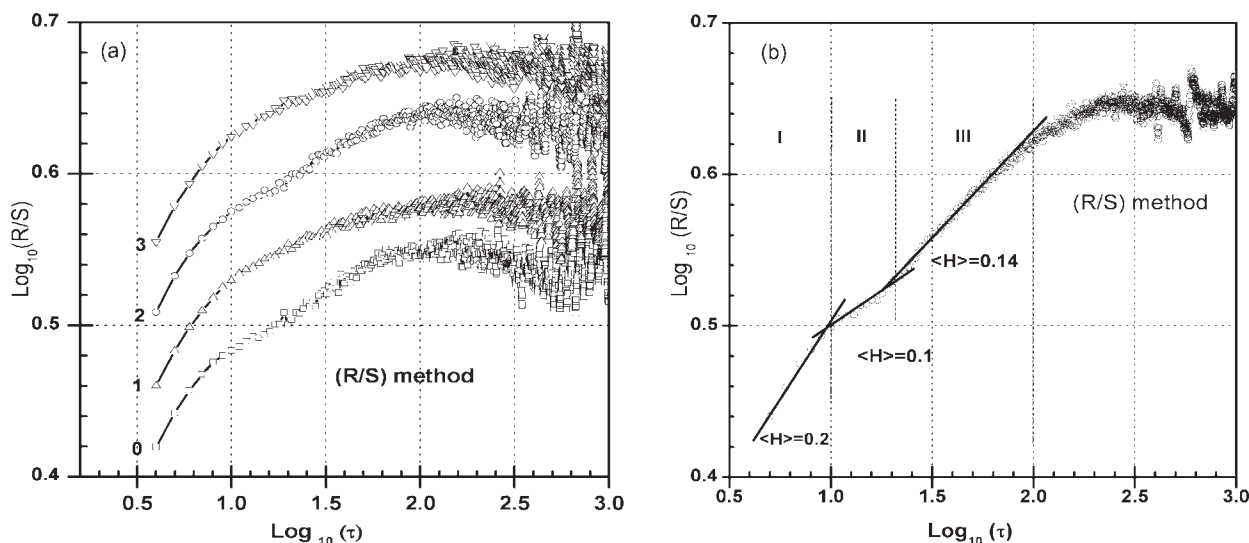 (a)
0.7
0.6
0.5
0.4
Log10(R/S)
3
2
1
0
(R/S) method
0.5 1.0 1.5 2.0 2.5 3.0
Log 10 (τ)
(b)
0.7
0.6
0.5
0.4
Log10(R/S)
I II III
(R/S) method
<H>=0.14
<H>=0.1
<H>=0.2
0.5 1.0 1.5 2.0 2.5 3.0
Log10 (τ)